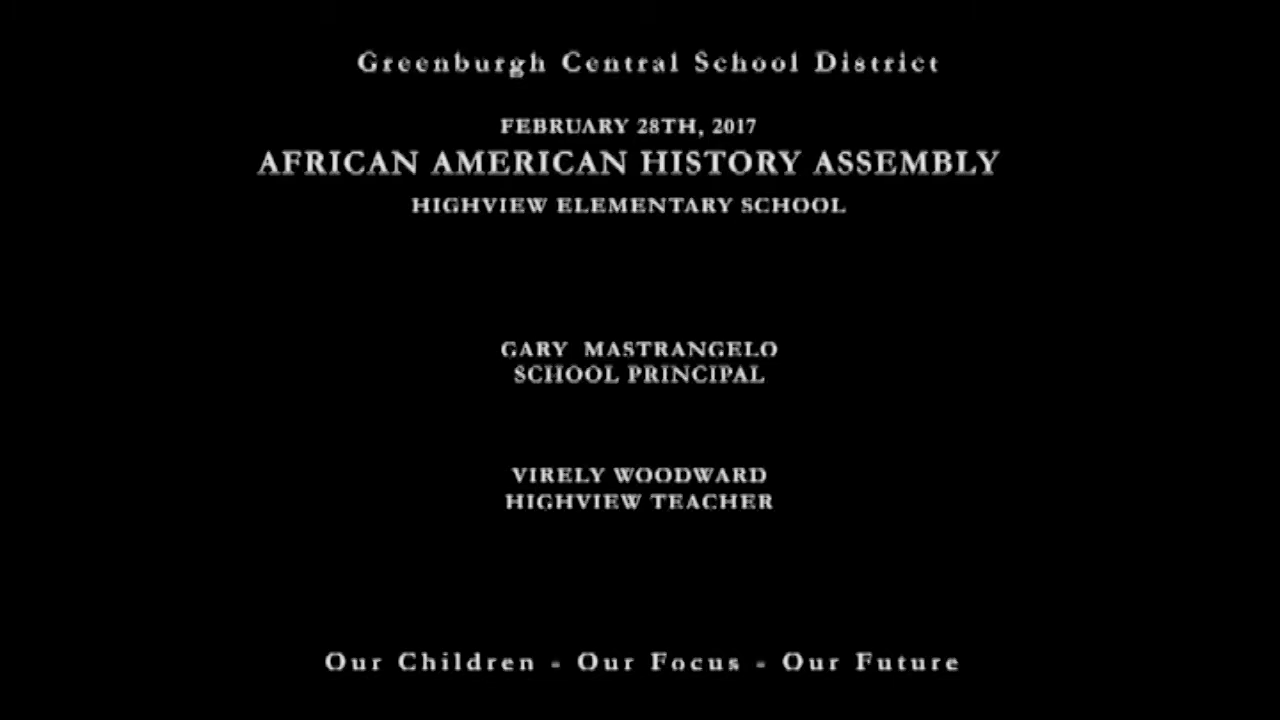 Greenburgh Central School District
FEBRUARY 28TH, 2017
AFRICAN AMERICAN HISTORY ASSEMBLY
HIGHVIEW ELEMENTARY SCHOOL
GARY MASTRANGELO
SCHOOL PRINCIPAL
VIRELY WOODWARD
HIGHVIEW TEACHER
Our Children - Our Focus - Our Future